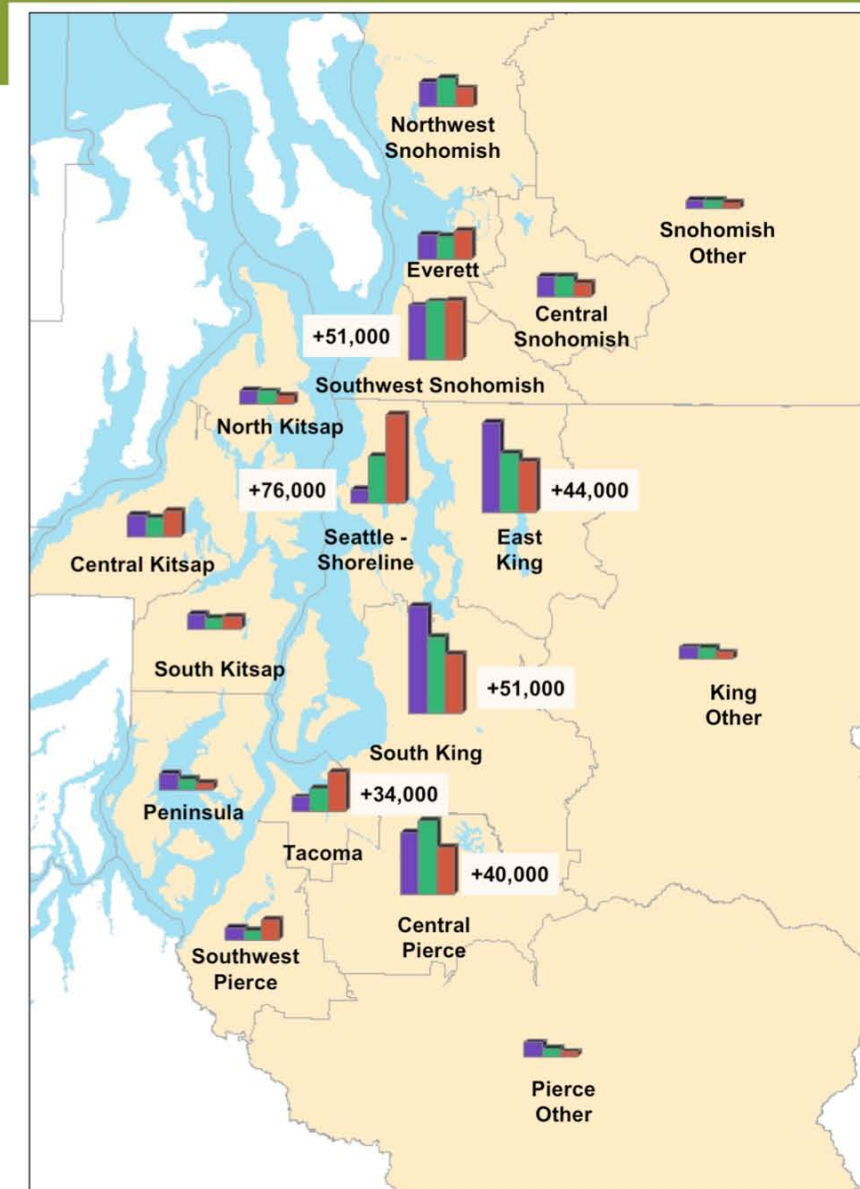 Northwest
Snohomish
Snohomish
Other
Everett
Central
Snohomish
+51,000
Southwest Snohomish
North Kitsap
+76,000
Seattle -
Shoreline
+44,000
East
King
Central Kitsap
South Kitsap
+51,000
South King
King
Other
Peninsula
+34,000
Tacoma
+40,000
Central
Pierce
Southwest
Pierce
Pierce
Other